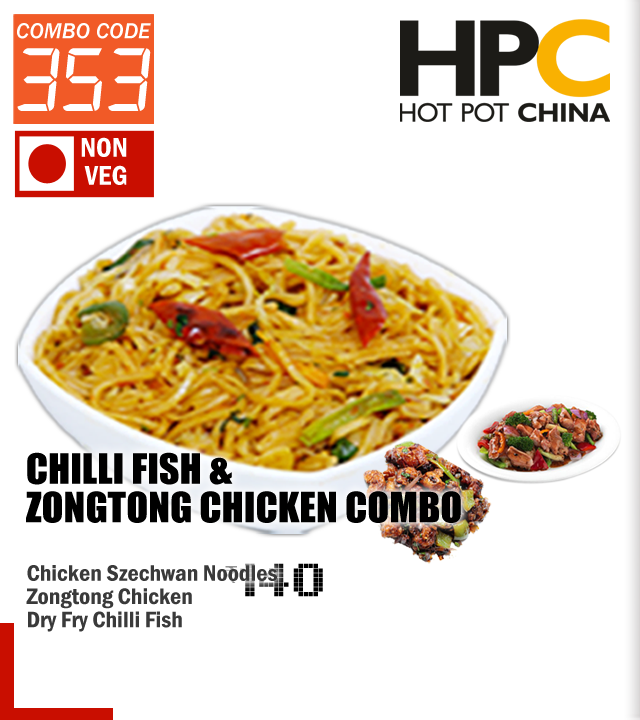 COMBO CODE
353
HPC
HOT POT CHINA
NON
VEG
CHILLI FISH &
ZONGTONG CHICKEN COMBO
Chicken Szechwan Noodles
140
Zongtong Chicken
Dry Fry Chilli Fish